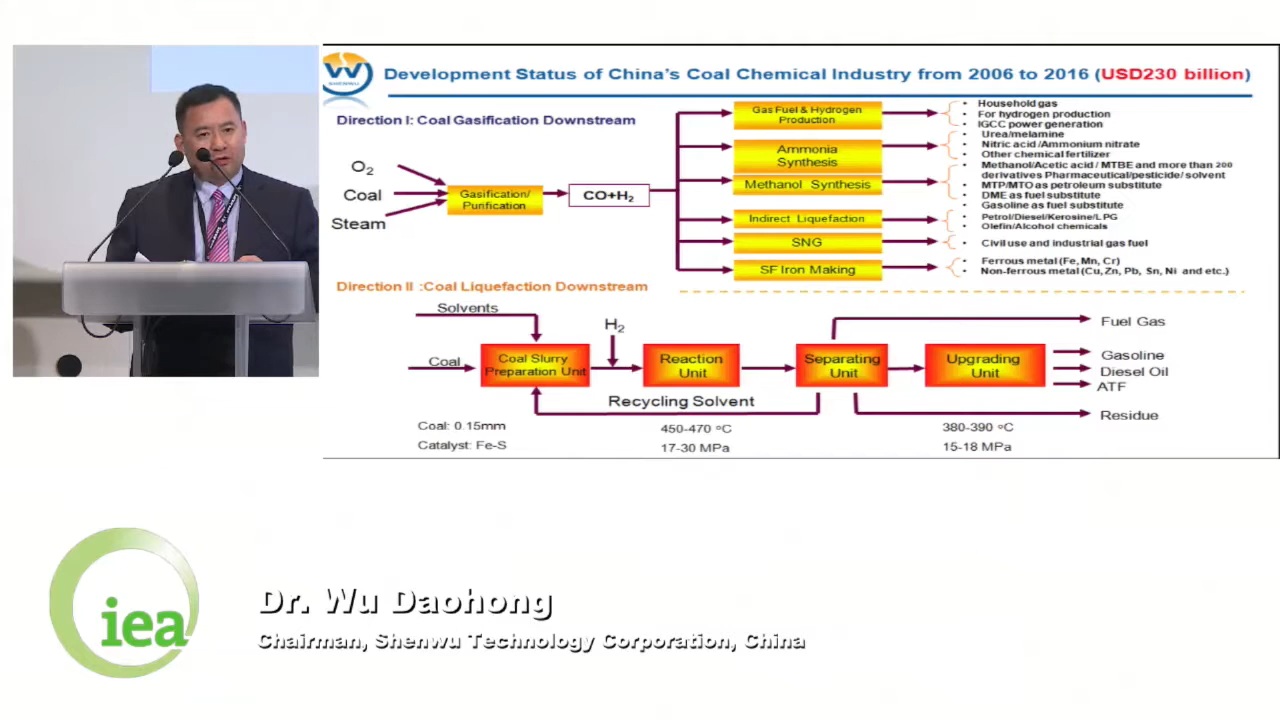 Development Status of China's Coal Chemical Industry from 2006 to 2016 (USD230 billion)
Direction I: Coal Gasification Downstream
O2
Coal
Steam
Gasification/
Purification
CO+H2
Gas Fuel & Hydrogen
Production
• Household gas
• For hydrogen production
• IGCC power generation
Ammonia
Synthesis
• Urea/melamine
• Nitric acid /Ammonium nitrate
• Other chemical fertilizer
Methanol Synthesis
• Methanol/Acetic acid / MTBE and more than 200
derivatives Pharmaceutical/pesticide/ solvent
• MTP/MTO as petroleum substitute
• DME as fuel substitute
• Gasoline as fuel substitute
Indirect Liquefaction
• Petrol/Diesel/Kerosine/LPG
• Olefin/Alcohol chemicals
SNG
• Civil use and industrial gas fuel
SF Iron Making
• Ferrous metal (Fe, Mn, Cr)
• Non-ferrous metal (Cu, Zn, Pb, Sn, Ni and etc.)
Direction II :Coal Liquefaction Downstream
Solvents
Coal
Coal Slurry
Preparation Unit
H2
Reaction
Unit
Separating
Unit
Upgrading
Unit
Fuel Gas
Gasoline
Diesel Oil
ATF
Residue
Recycling Solvent
Coal: 0.15mm
Catalyst: Fe-S
450-470 °C
17-30 MPa
380-390 °C
15-18 MPa
iea
Dr. Wu Daohong
Chairman, Shenwu Technology Corporation, China